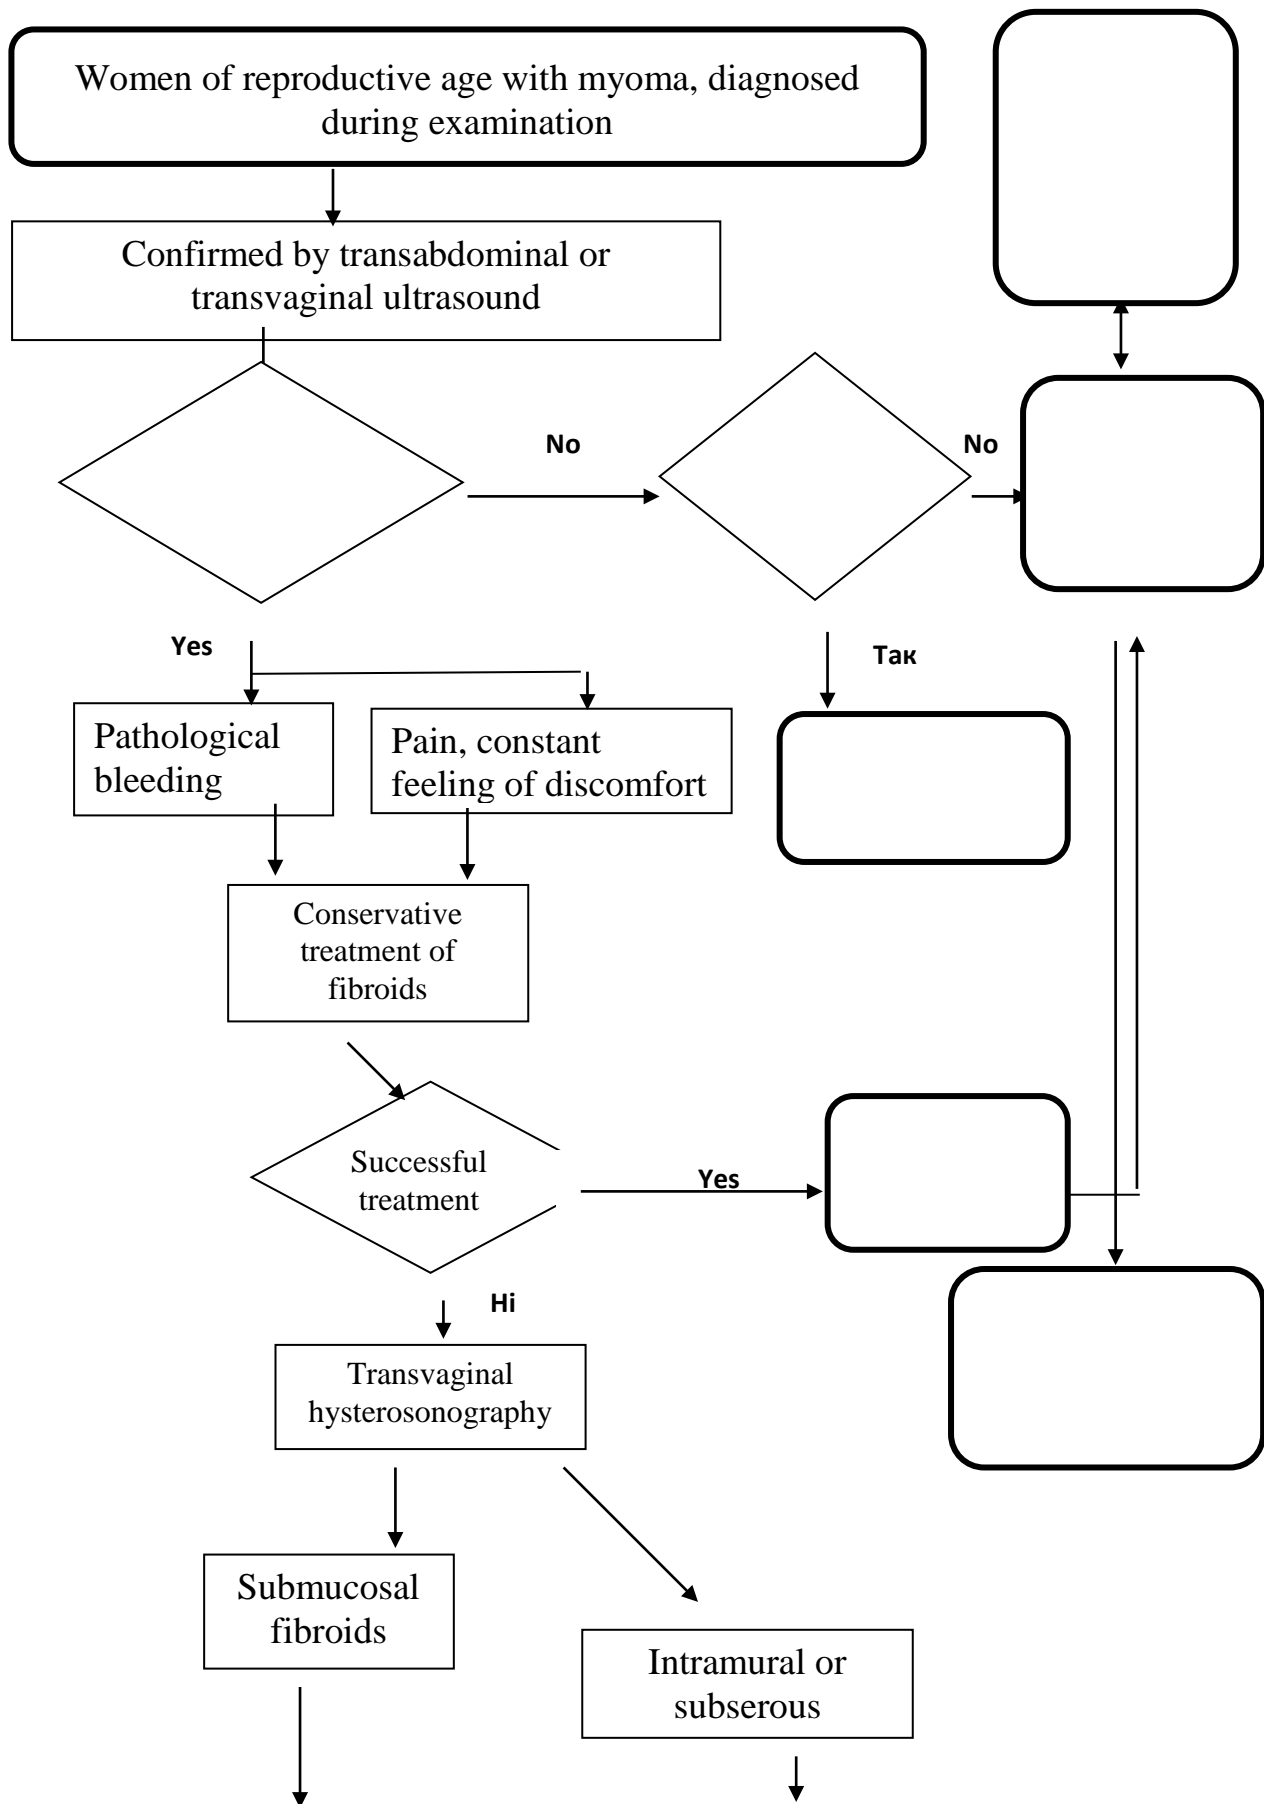 Women of reproductive age with myoma, diagnosed
during examination
Confirmed by transabdominal or
transvaginal ultrasound
No
No
Yes
Так
Pathological
bleeding
Pain, constant
feeling of discomfort
Conservative
treatment of
fibroids
Successful
treatment
Yes
Ні
Transvaginal
hysterosonography
Submucosal
fibroids
Intramural or
subserous